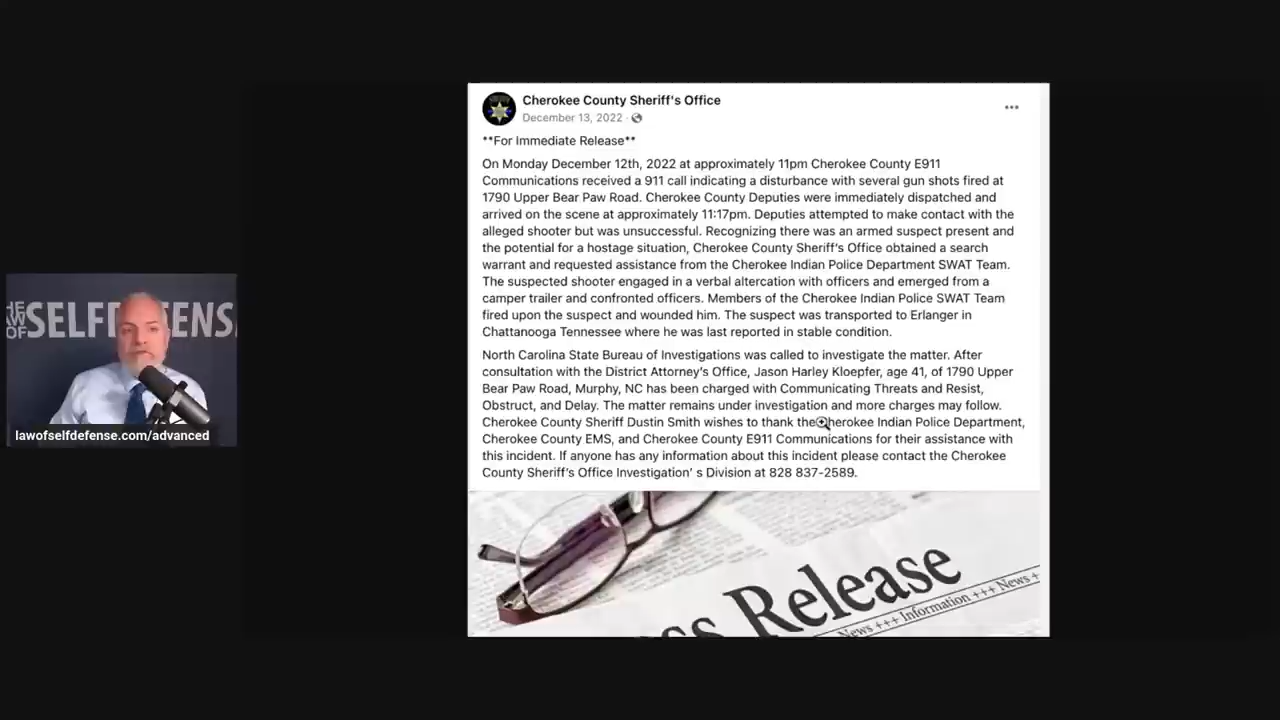 Cherokee County Sheriff's Office
December 13, 2022 ·
**For Immediate Release**
On Monday December 12th, 2022 at approximately 11pm Cherokee County E911
Communications received a 911 call indicating a disturbance with several gun shots fired at
1790 Upper Bear Paw Road. Cherokee County Deputies were immediately dispatched and
arrived on the scene at approximately 11:17pm. Deputies attempted to make contact with the
alleged shooter but was unsuccessful. Recognizing there was an armed suspect present and
the potential for a hostage situation, Cherokee County Sheriff's Office obtained a search
warrant and requested assistance from the Cherokee Indian Police Department SWAT Team.
The suspected shooter engaged in a verbal altercation with officers and emerged from a
camper trailer and confronted officers. Members of the Cherokee Indian Police SWAT Team
fired upon the suspect and wounded him. The suspect was transported to Erlanger in
Chattanooga Tennessee where he was last reported in stable condition.
North Carolina State Bureau of Investigations was called to investigate the matter. After
consultation with the District Attorney's Office, Jason Harley Kloepfer, age 41, of 1790 Upper
Bear Paw Road, Murphy, NC has been charged with Communicating Threats and Resist,
Obstruct, and Delay. The matter remains under investigation and more charges may follow.
Cherokee County Sheriff Dustin Smith wishes to thank the Cherokee Indian Police Department,
Cherokee County EMS, and Cherokee County E911 Communications for their assistance with
this incident. If anyone has any information about this incident please contact the Cherokee
County Sheriff's Office Investigation' s Division at 828 837-2589.
ss Release
News +++ Information +++ News +
OF SELF DEFENS
lawofselfdefense.com/advanced